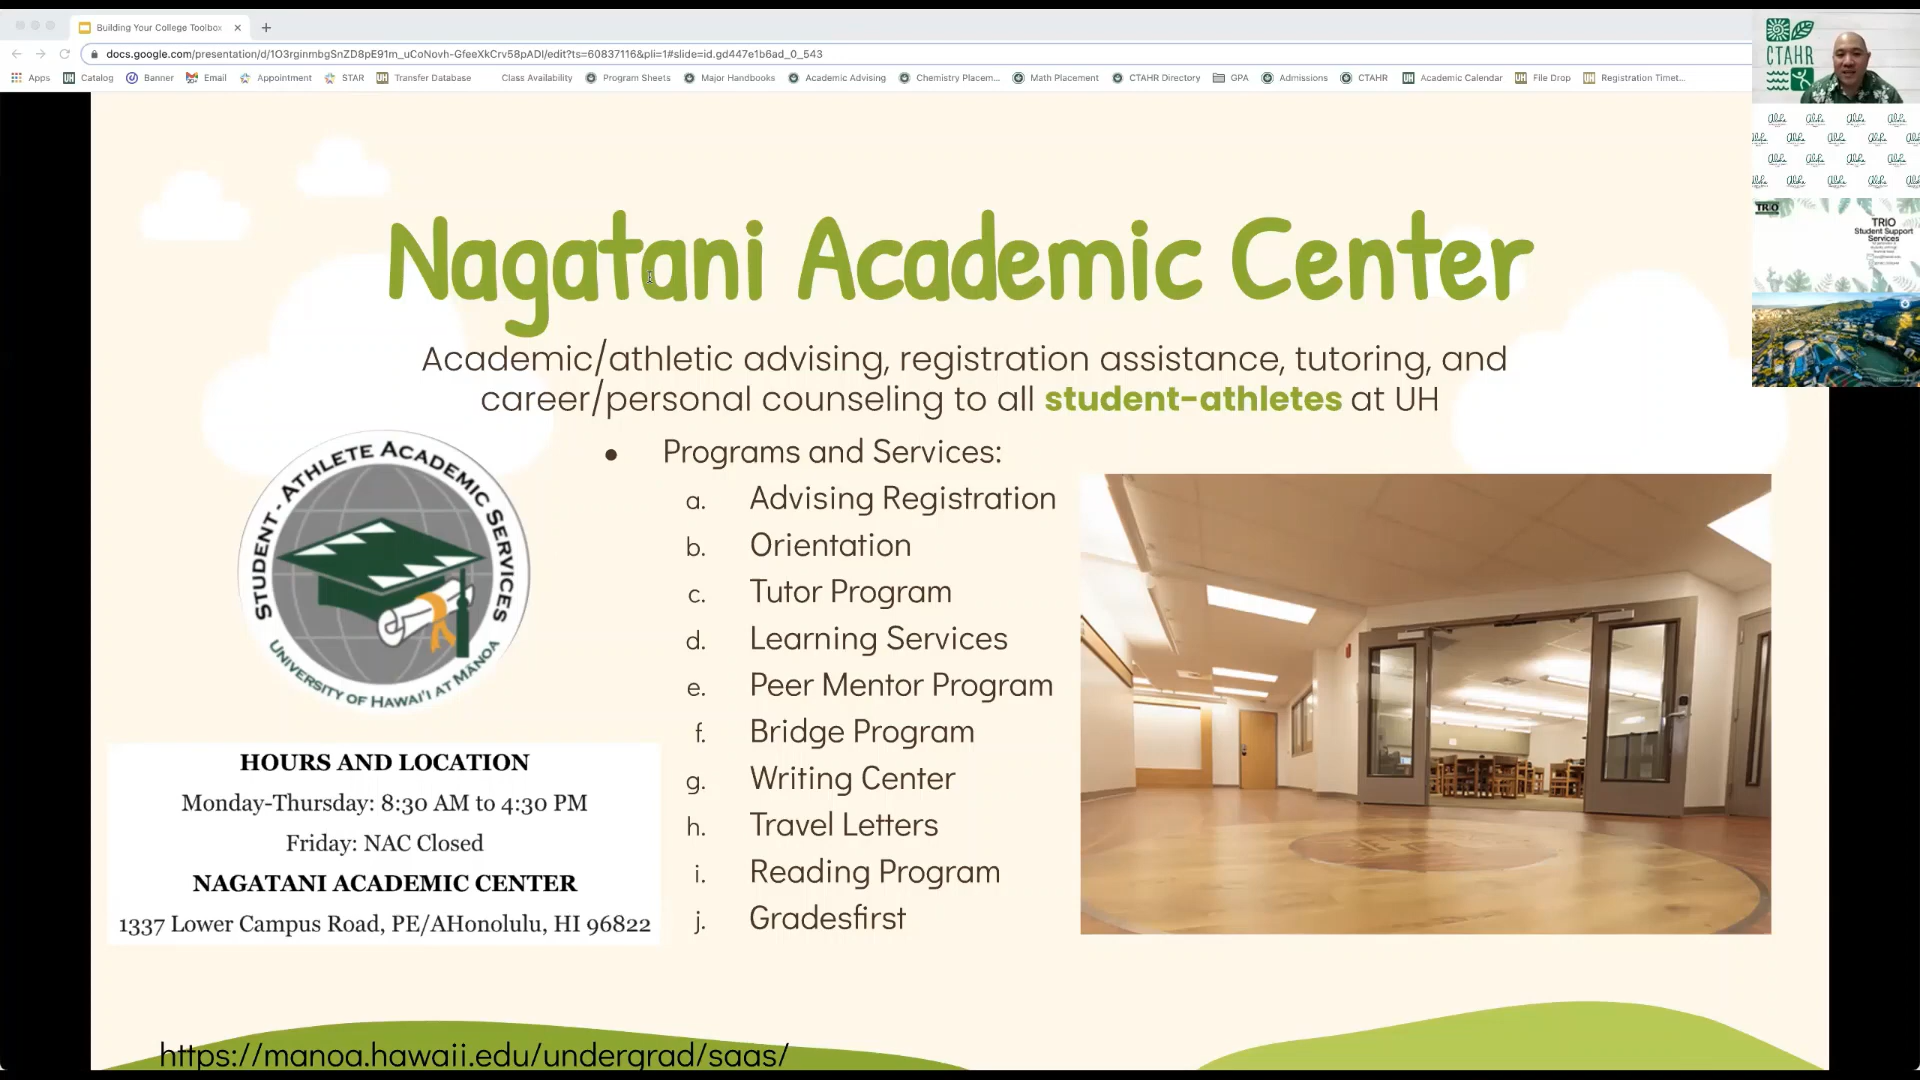 Building Your College Toolbox
docs.google.com/presentation/d/1O3rginrnbgSnZD8pE91m_uCoNovh-GfeeXkCrv58pADI/edit?ts=60837116&pli=1#slide=id.gd447e1b6ad_0_543
Apps Catalog Banner Email Appointment STAR Transfer Database Class Availability Program Sheets Major Handbooks Academic Advising Chemistry Placem... Math Placement CTAHR Directory GPA Admissions CTAHR Academic Calendar File Drop Registration Timet...
CTAHR
TRIO
TRIO
Student Support
Services
Nagatani Academic Center
Academic/athletic advising, registration assistance, tutoring, and
career/personal counseling to all student-athletes at UH
STUDENT-ATHLETE ACADEMIC SERVICES
UNIVERSITY OF HAWAI'I AT MĀNOA
HOURS AND LOCATION
Monday-Thursday: 8:30 AM to 4:30 PM
Friday: NAC Closed
NAGATANI ACADEMIC CENTER
1337 Lower Campus Road, PE/AHonolulu, HI 96822
● Programs and Services:
a. Advising Registration
b. Orientation
c. Tutor Program
d. Learning Services
e. Peer Mentor Program
f. Bridge Program
g. Writing Center
h. Travel Letters
i. Reading Program
j. Gradesfirst
https://manoa.hawaii.edu/undergrad/saas/